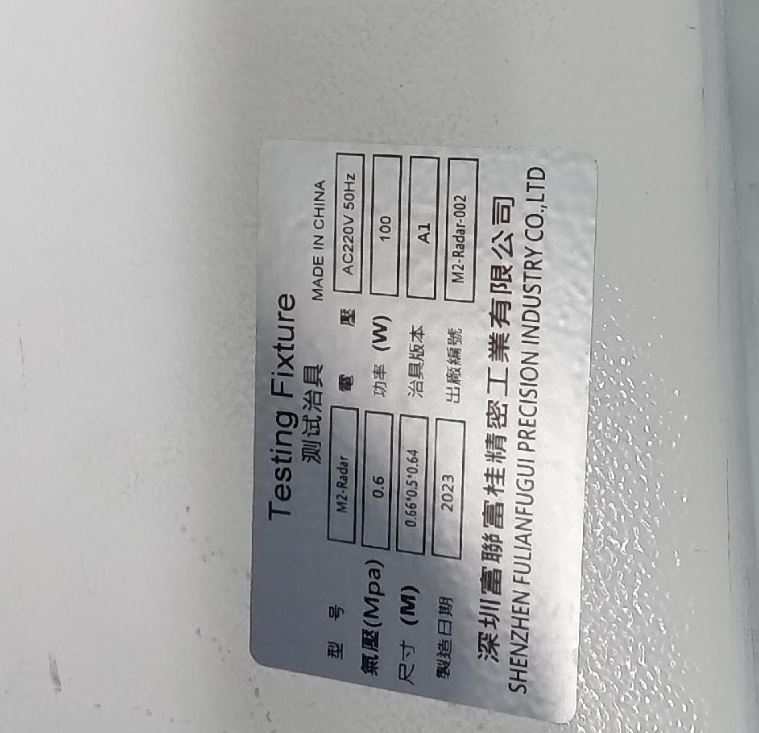 Testing Fixture
测试治具 MADE IN CHINA
型 号 M2-Radar 電 壓 AC220V 50Hz
氣壓(Mpa) 0.6 功率 (W) 100
尺寸 (M) 0.66*0.5*0.64 治具版本 A1
製造日期 2023 出廠編號 M2-Radar-002
深圳富聯富桂精密工業有限公司
SHENZHEN FULIANFUGUI PRECISION INDUSTRY CO.,LTD